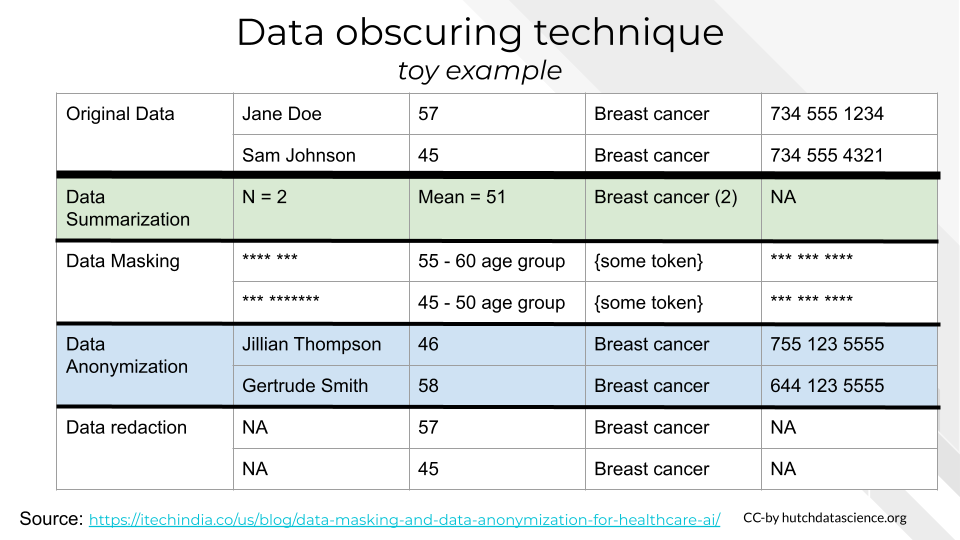 Data obscuring technique
toy example
Original Data Jane Doe 57 Breast cancer 734 555 1234
Sam Johnson 45 Breast cancer 734 555 4321
Data Summarization N = 2 Mean = 51 Breast cancer (2) NA
Data Masking **** *** 55 - 60 age group {some token} *** *** ****
*** ******* 45 - 50 age group {some token} *** *** ****
Data Anonymization Jillian Thompson 46 Breast cancer 755 123 5555
Gertrude Smith 58 Breast cancer 644 123 5555
Data redaction NA 57 Breast cancer NA
NA 45 Breast cancer NA
Source: https://itechindia.co/us/blog/data-masking-and-data-anonymization-for-healthcare-ai/ CC-by hutchdatascience.org